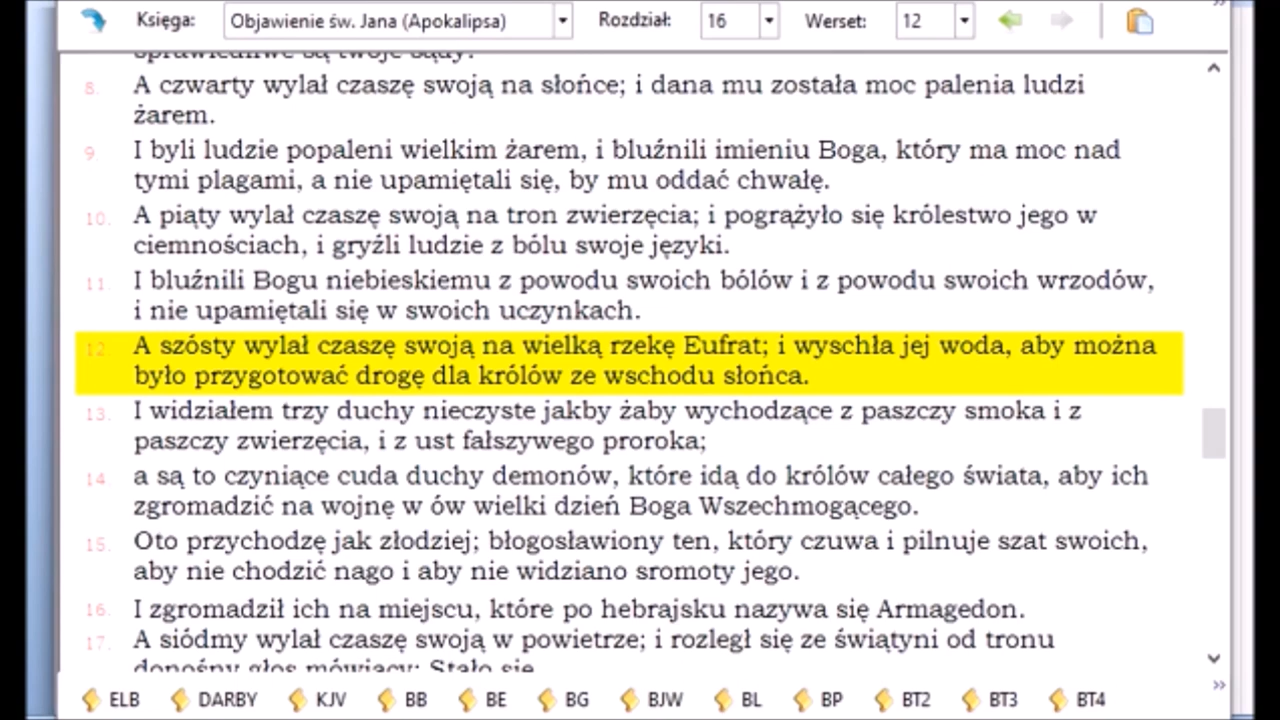 Księga: Objawienie św. Jana (Apokalipsa) Rozdział: 16 Werset: 12
sprawiedliwe są twoje sądy.
8. A czwarty wylał czaszę swoją na słońce; i dana mu została moc palenia ludzi
żarem.
9. I byli ludzie popaleni wielkim żarem, i bluźnili imieniu Boga, który ma moc nad
tymi plagami, a nie upamiętali się, by mu oddać chwałę.
10. A piąty wylał czaszę swoją na tron zwierzęcia; i pogrążyło się królestwo jego w
ciemnościach, i gryźli ludzie z bólu swoje języki.
11. I bluźnili Bogu niebieskiemu z powodu swoich bólów i z powodu swoich wrzodów,
i nie upamiętali się w swoich uczynkach.
12. A szósty wylał czaszę swoją na wielką rzekę Eufrat; i wyschła jej woda, aby można
było przygotować drogę dla królów ze wschodu słońca.
13. I widziałem trzy duchy nieczyste jakby żaby wychodzące z paszczy smoka i z
paszczy zwierzęcia, i z ust fałszywego proroka;
14. a są to czyniące cuda duchy demonów, które idą do królów całego świata, aby ich
zgromadzić na wojnę w ów wielki dzień Boga Wszechmogącego.
15. Oto przychodzę jak złodziej; błogosławiony ten, który czuwa i pilnuje szat swoich,
aby nie chodzić nago i aby nie widziano sromoty jego.
16. I zgromadził ich na miejscu, które po hebrajsku nazywa się Armagedon.
17. A siódmy wylał czaszę swoją w powietrze; i rozległ się ze świątyni od tronu
donośny głos mówiący: Stało się.
ELB DARBY KJV BB BE BG BJW BL BP BT2 BT3 BT4